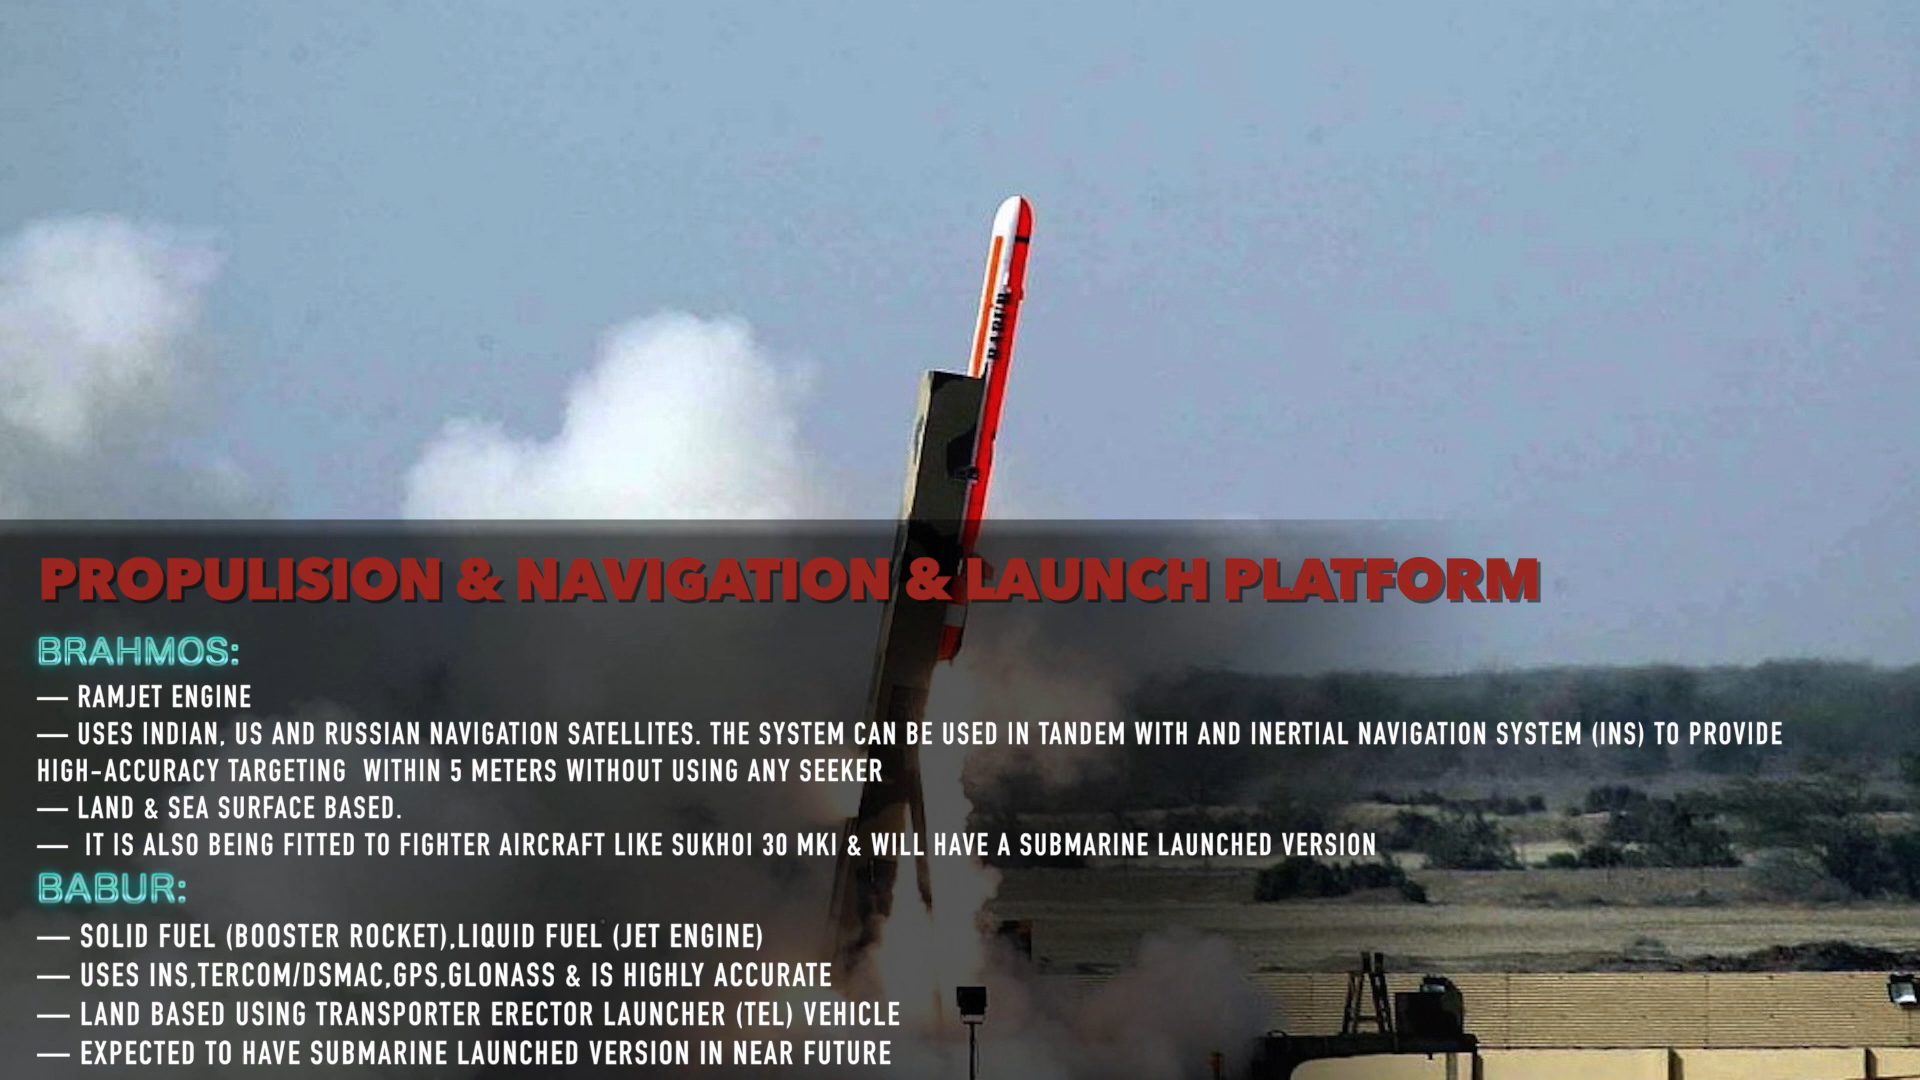 BABUR
PROPULISION & NAVIGATION & LAUNCH PLATFORM
BRAHMOS:
— RAMJET ENGINE
— USES INDIAN, US AND RUSSIAN NAVIGATION SATELLITES. THE SYSTEM CAN BE USED IN TANDEM WITH AND INERTIAL NAVIGATION SYSTEM (INS) TO PROVIDE
HIGH-ACCURACY TARGETING WITHIN 5 METERS WITHOUT USING ANY SEEKER
— LAND & SEA SURFACE BASED.
— IT IS ALSO BEING FITTED TO FIGHTER AIRCRAFT LIKE SUKHOI 30 MKI & WILL HAVE A SUBMARINE LAUNCHED VERSION
BABUR:
— SOLID FUEL (BOOSTER ROCKET),LIQUID FUEL (JET ENGINE)
— USES INS,TERCOM/DSMAC,GPS,GLONASS & IS HIGHLY ACCURATE
— LAND BASED USING TRANSPORTER ERECTOR LAUNCHER (TEL) VEHICLE
— EXPECTED TO HAVE SUBMARINE LAUNCHED VERSION IN NEAR FUTURE